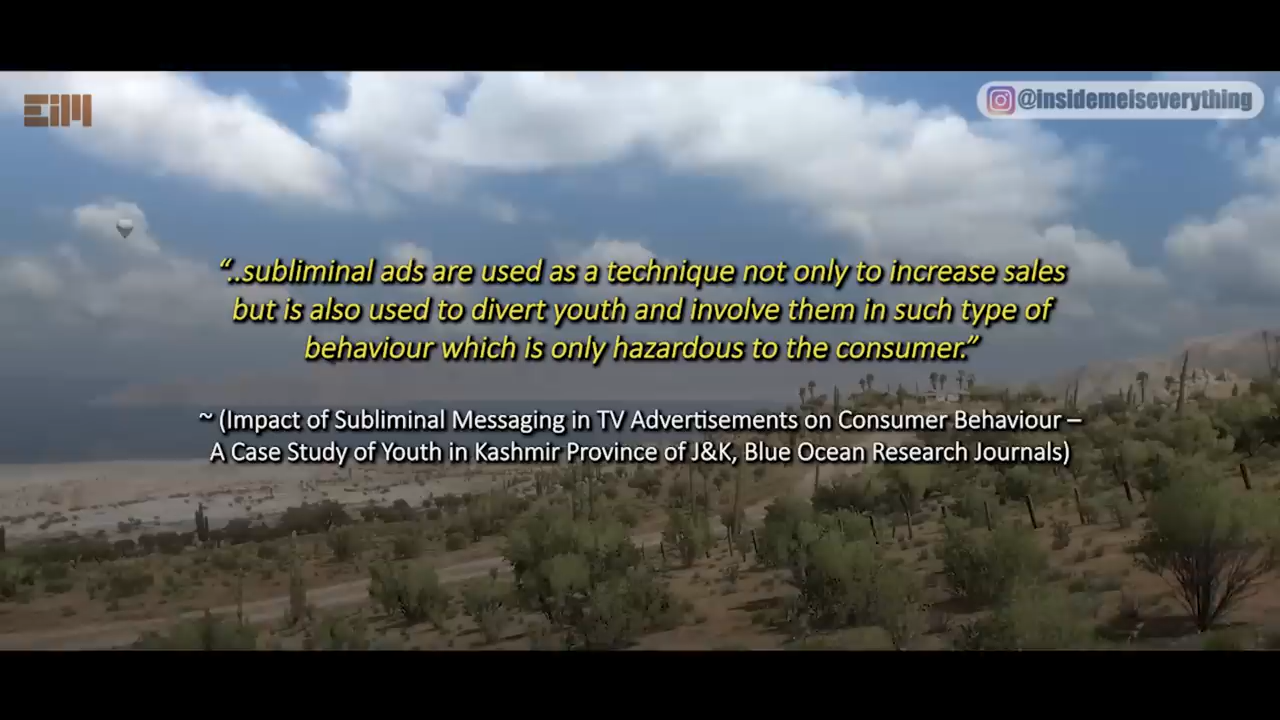 EiM
@insidemeiseverything
“..subliminal ads are used as a technique not only to increase sales
but is also used to divert youth and involve them in such type of
behaviour which is only hazardous to the consumer.”
~ (Impact of Subliminal Messaging in TV Advertisements on Consumer Behaviour –
A Case Study of Youth in Kashmir Province of J&K, Blue Ocean Research Journals)